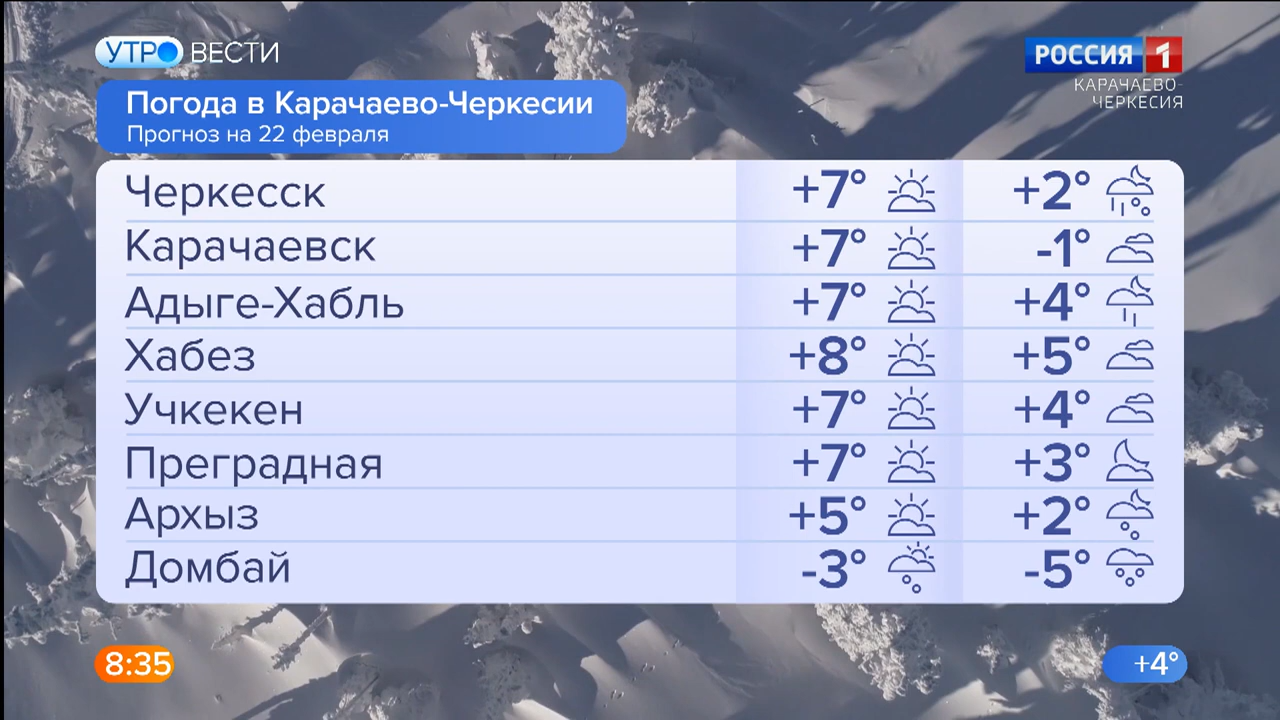 УТРО ВЕСТИ
РОССИЯ 1
КАРАЧАЕВО-
ЧЕРКЕСИЯ
Погода в Карачаево-Черкесии
Прогноз на 22 февраля
Черкесск +7° +2°
Карачаевск +7° -1°
Адыге-Хабль +7° +4°
Хабез +8° +5°
Учкекен +7° +4°
Преградная +7° +3°
Архыз +5° +2°
Домбай -3° -5°
8:35 +4°